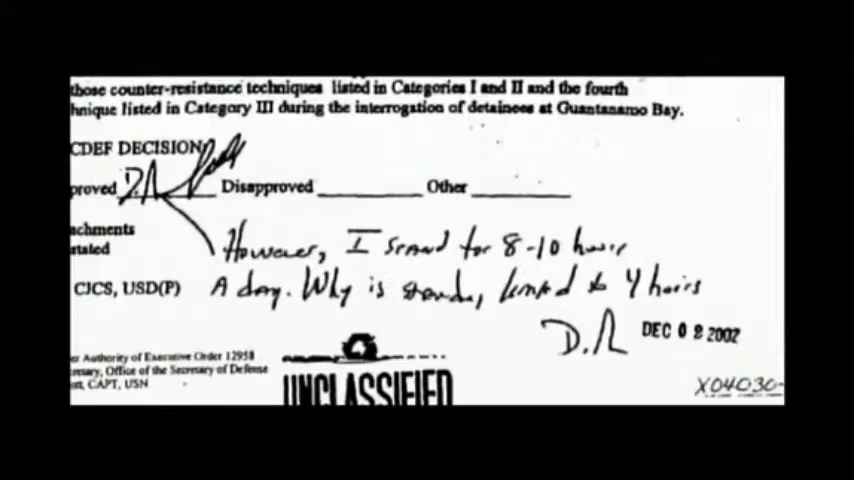 those counter-resistance techniques listed in Categories I and II and the fourth
hnique listed in Category III during the interrogation of detainees at Guantanamo Bay.
CDEF DECISION
proved D.R Disapproved Other
achments
stated
However, I stand for 8-10 hours
CJCS, USD(P) A day. Why is standing limited to 4 hours
D.R DEC 02 2002
er Authority of Executive Order 12958
retary, Office of the Secretary of Defense
CAPT, USN
UNCLASSIFIED
X04030-